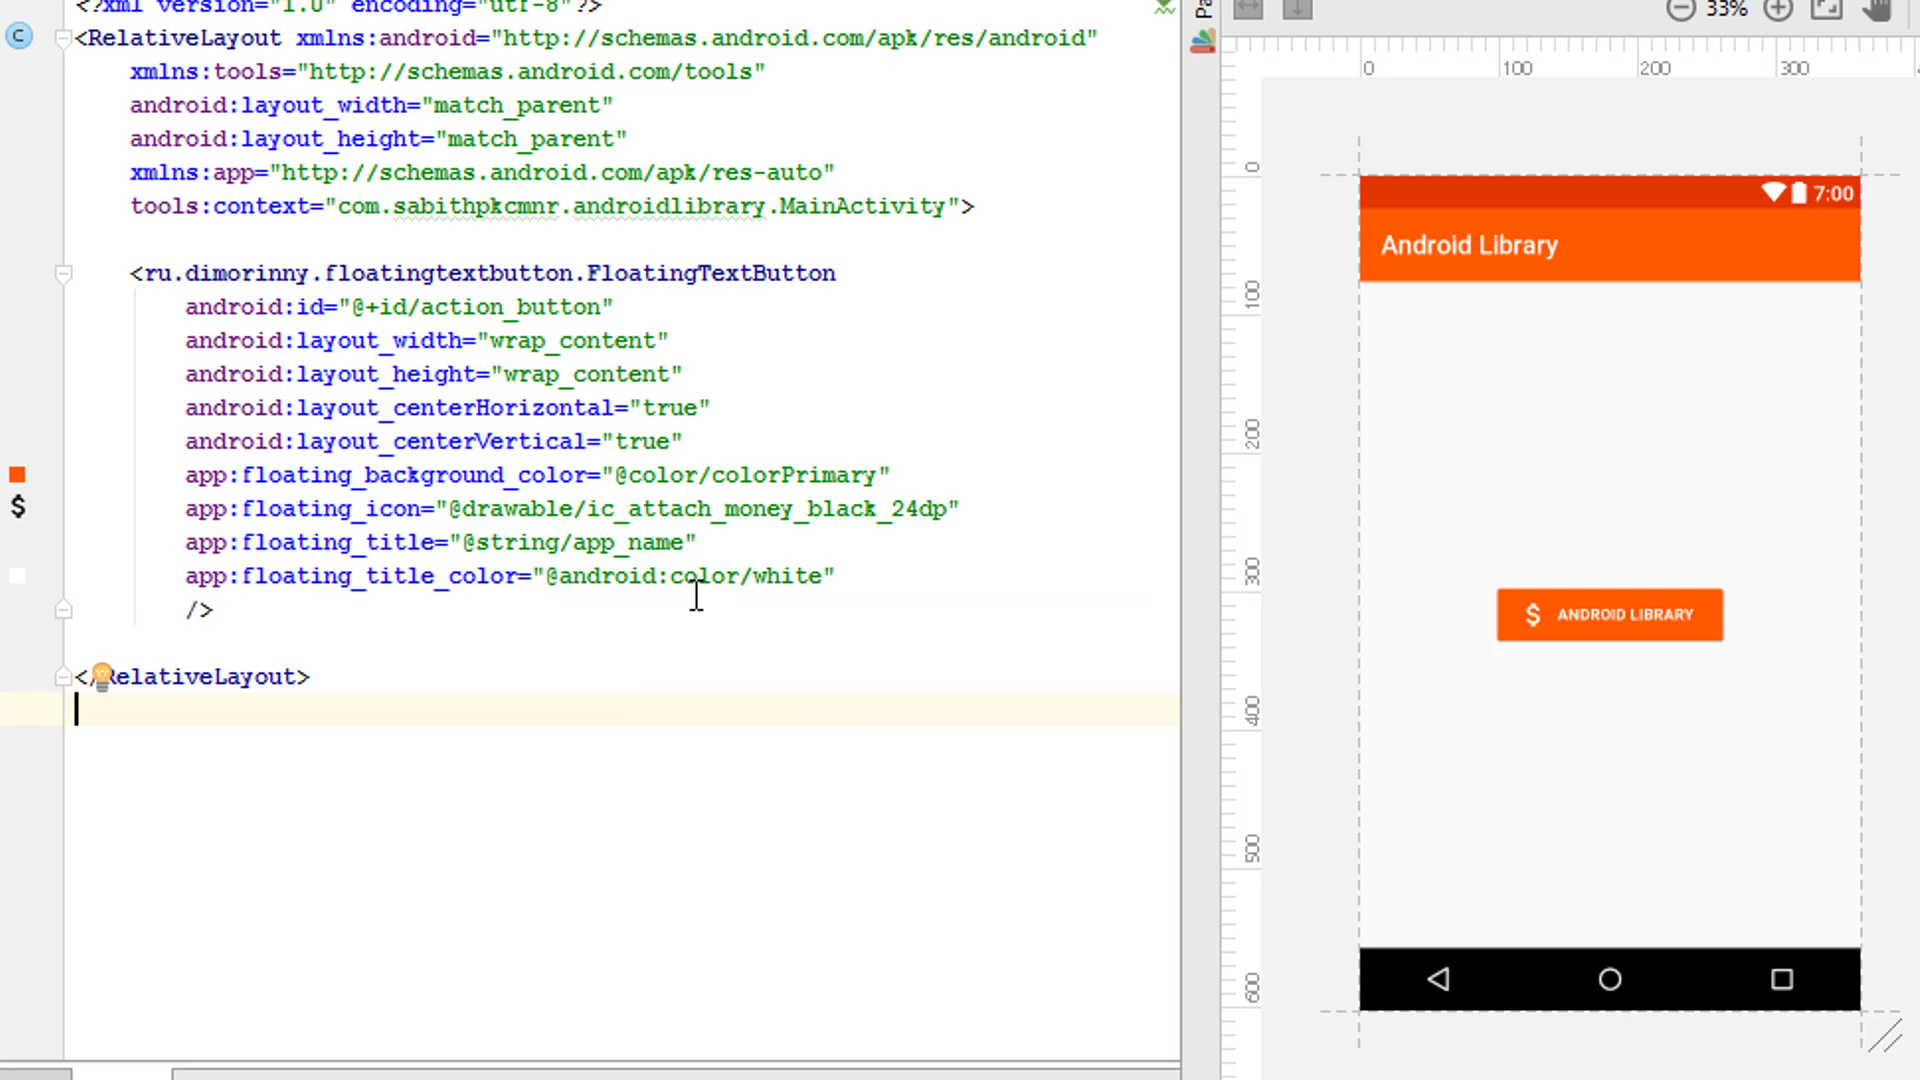 <?xml version="1.0" encoding="utf-8"?>
<RelativeLayout xmlns:android="http://schemas.android.com/apk/res/android"
    xmlns:tools="http://schemas.android.com/tools"
    android:layout_width="match_parent"
    android:layout_height="match_parent"
    xmlns:app="http://schemas.android.com/apk/res-auto"
    tools:context="com.sabithpkcmnr.androidlibrary.MainActivity">
    <ru.dimorinny.floatingtextbutton.FloatingTextButton
        android:id="@+id/action_button"
        android:layout_width="wrap_content"
        android:layout_height="wrap_content"
        android:layout_centerHorizontal="true"
        android:layout_centerVertical="true"
        app:floating_background_color="@color/colorPrimary"
        app:floating_icon="@drawable/ic_attach_money_black_24dp"
        app:floating_title="@string/app_name"
        app:floating_title_color="@android:color/white"
        />
</RelativeLayout>
C
$
Pa
33%
0 100 200 300
0
100
200
300
400
500
600
7:00
Android Library
$ ANDROID LIBRARY